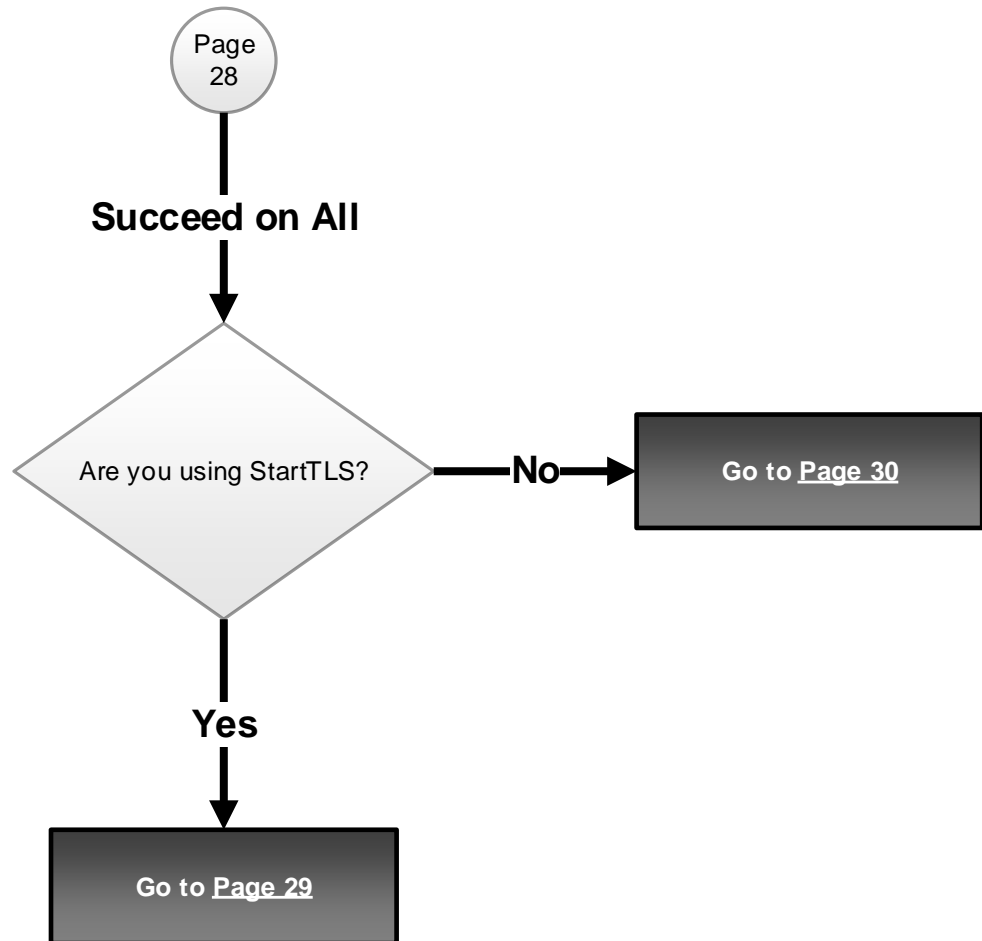 Page
28
Succeed on All
Are you using StartTLS?
No
Go to Page 30
Yes
Go to Page 29